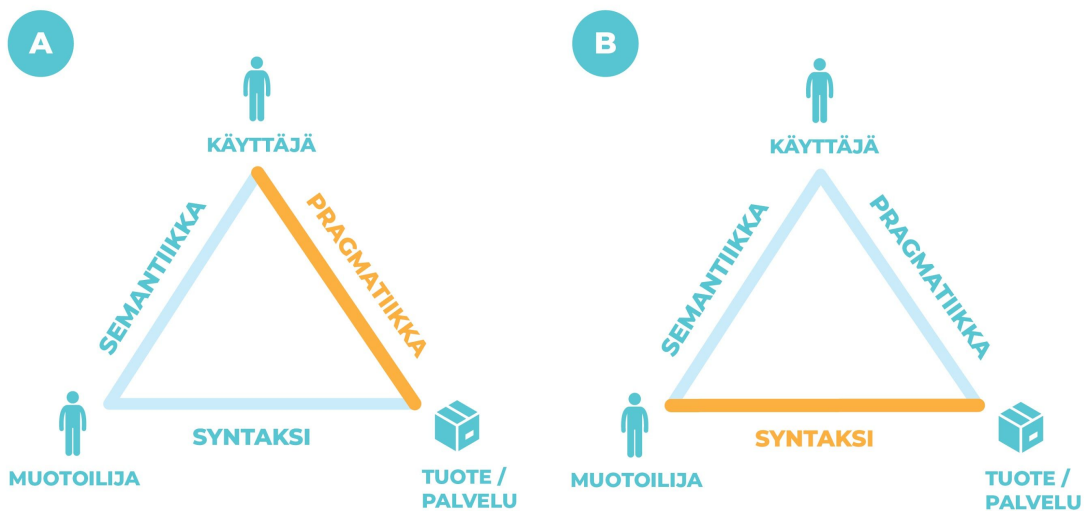 A
KÄYTTÄJÄ
SEMANTIIKKA
PRAGMATIIKKA
SYNTAKSI
MUOTOILIJA
TUOTE /
PALVELU
B
KÄYTTÄJÄ
SEMANTIIKKA
PRAGMATIIKKA
SYNTAKSI
MUOTOILIJA
TUOTE /
PALVELU